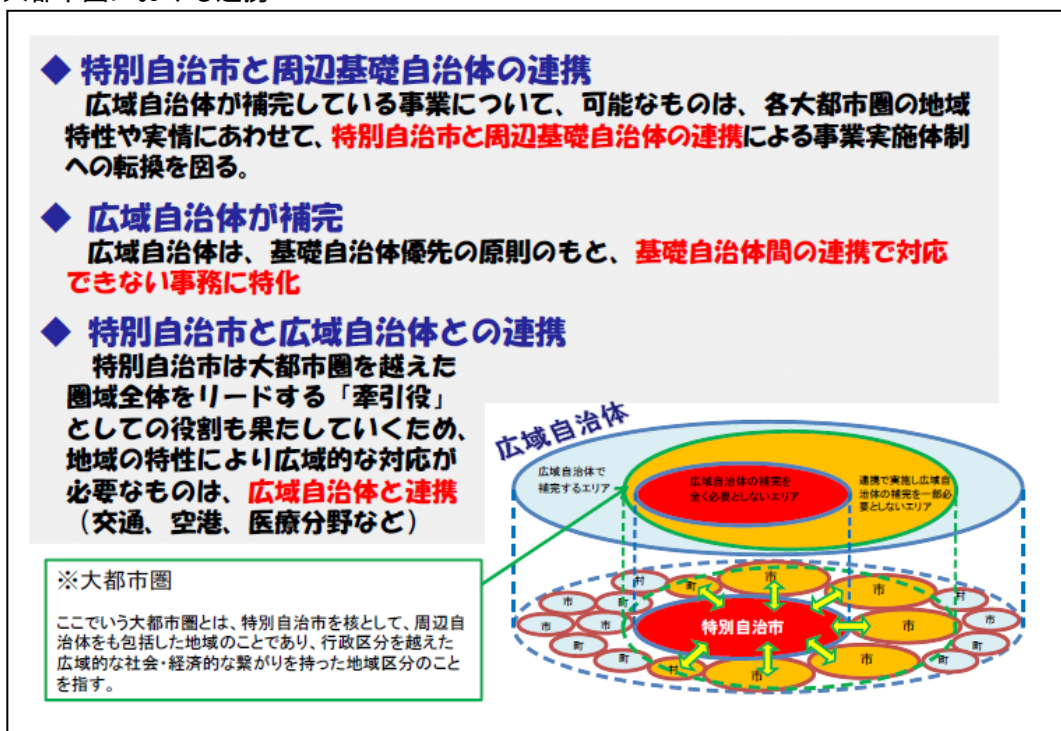 ◆ 特別自治市と周辺基礎自治体の連携
広域自治体が補完している事業について、可能なものは、各大都市圏の地域
特性や実情にあわせて、特別自治市と周辺基礎自治体の連携による事業実施体制
への転換を図る。
◆ 広域自治体が補完
広域自治体は、基礎自治体優先の原則のもと、基礎自治体間の連携で対応
できない事務に特化
◆ 特別自治市と広域自治体との連携
特別自治市は大都市圏を越えた
圏域全体をリードする「牽引役」
としての役割も果たしていくため、
地域の特性により広域的な対応が
必要なものは、広域自治体と連携
（交通、空港、医療分野など）
広域自治体
広域自治体で
補完するエリア
広域自治体の補完を
全く必要としないエリア
連携で実施し広域自
治体の補完を一部必
要としないエリア
※大都市圏
ここでいう大都市圏とは、特別自治市を核として、周辺自
治体をも包括した地域のことであり、行政区分を越えた
広域的な社会・経済的な繋がりを持った地域区分のこと
を指す。
村
町
市
市
村
市
町
市
市
市
特別自治市
市
市
町
町
町
町
村
市
市